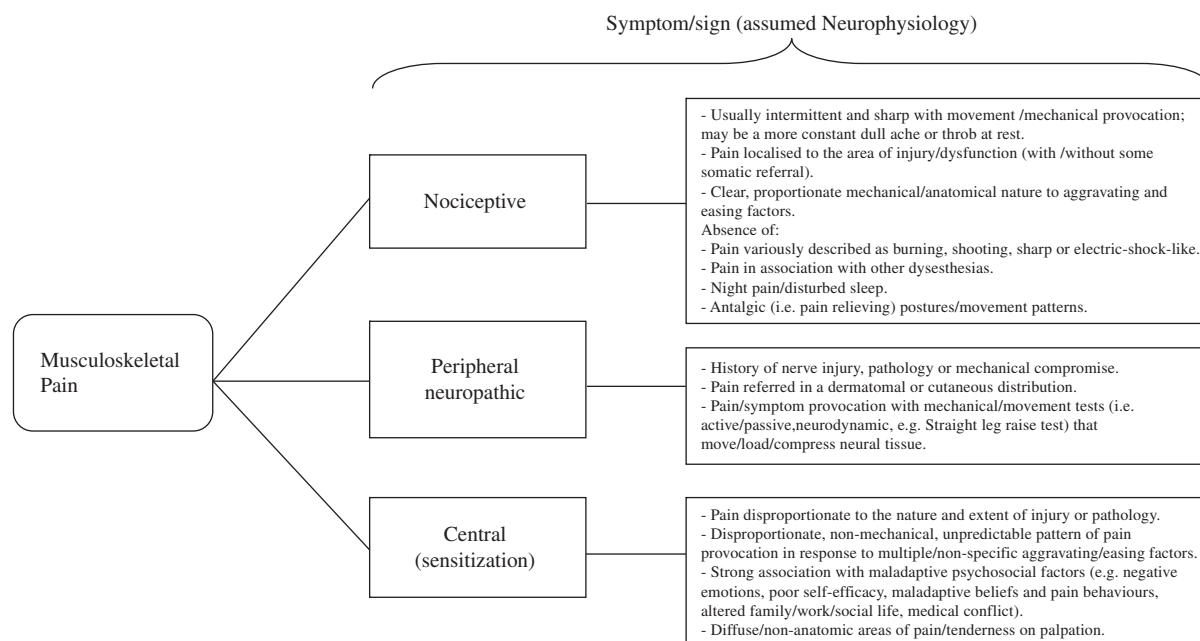 Symptom/sign (assumed Neurophysiology)
Musculoskeletal
Pain
Nociceptive
- Usually intermittent and sharp with movement /mechanical provocation;
may be a more constant dull ache or throb at rest.
- Pain localised to the area of injury/dysfunction (with /without some
somatic referral).
- Clear, proportionate mechanical/anatomical nature to aggravating and
easing factors.
Absence of:
- Pain variously described as burning, shooting, sharp or electric-shock-like.
- Pain in association with other dysesthesias.
- Night pain/disturbed sleep.
- Antalgic (i.e. pain relieving) postures/movement patterns.
Peripheral
neuropathic
- History of nerve injury, pathology or mechanical compromise.
- Pain referred in a dermatomal or cutaneous distribution.
- Pain/symptom provocation with mechanical/movement tests (i.e.
active/passive,neurodynamic, e.g. Straight leg raise test) that
move/load/compress neural tissue.
Central
(sensitization)
- Pain disproportionate to the nature and extent of injury or pathology.
- Disproportionate, non-mechanical, unpredictable pattern of pain
provocation in response to multiple/non-specific aggravating/easing factors.
- Strong association with maladaptive psychosocial factors (e.g. negative
emotions, poor self-efficacy, maladaptive beliefs and pain behaviours,
altered family/work/social life, medical conflict).
- Diffuse/non-anatomic areas of pain/tenderness on palpation.